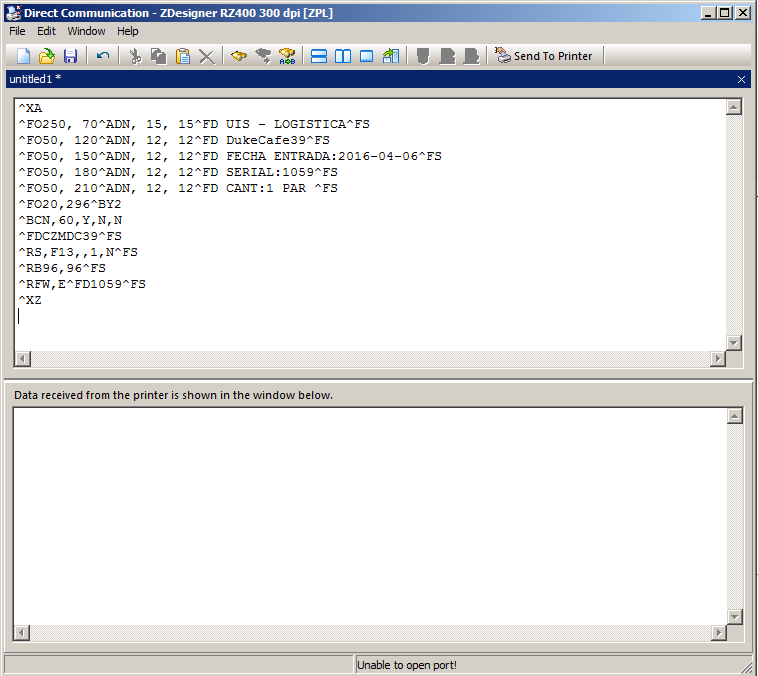 Direct Communication - ZDesigner RZ400 300 dpi [ZPL]
File Edit Window Help
Send To Printer
untitled1 *
^XA
^FO250, 70^ADN, 15, 15^FD UIS - LOGISTICA^FS
^FO50, 120^ADN, 12, 12^FD DukeCafe39^FS
^FO50, 150^ADN, 12, 12^FD FECHA ENTRADA:2016-04-06^FS
^FO50, 180^ADN, 12, 12^FD SERIAL:1059^FS
^FO50, 210^ADN, 12, 12^FD CANT:1 PAR ^FS
^FO20,296^BY2
^BCN,60,Y,N,N
^FDCZMDC39^FS
^RS,F13,,1,N^FS
^RB96,96^FS
^RFW,E^FD1059^FS
^XZ
Data received from the printer is shown in the window below.
Unable to open port!